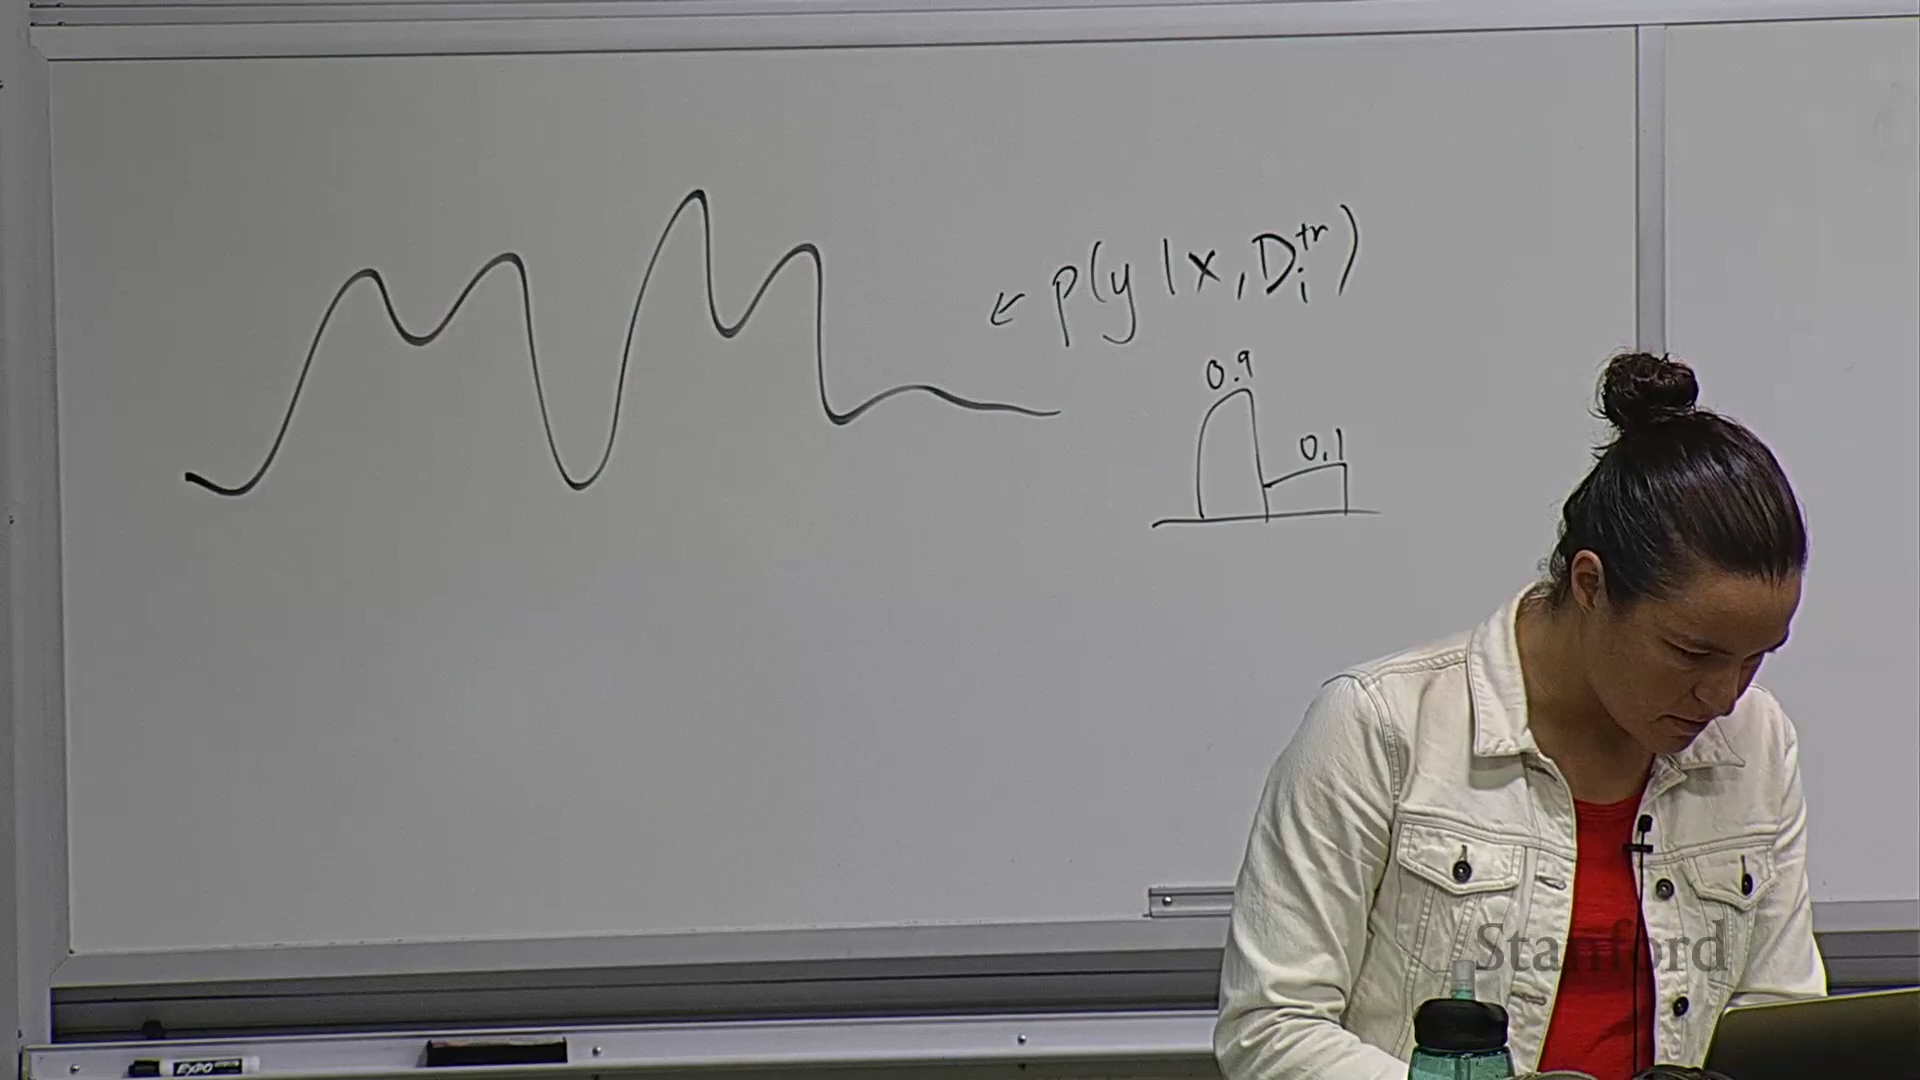 ← p(y | x, D_i^tr)
0.9
0.1
Stanford
EXPO